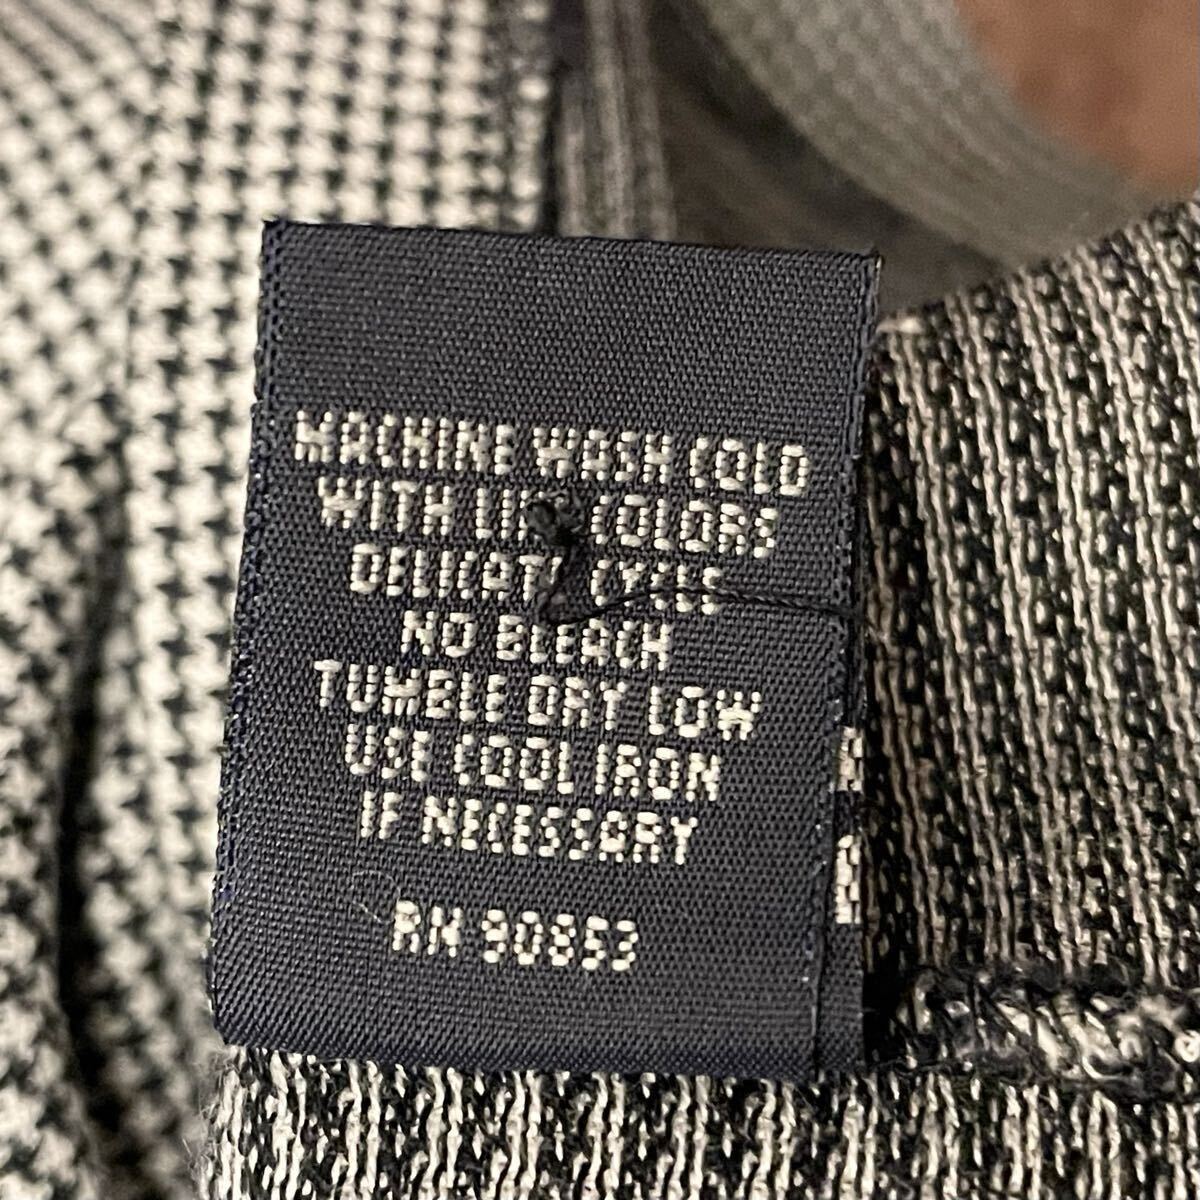 MACHINE WASH COLD
WITH COLORS
DELICATE CYCLE
NO BLEACH
TUMBLE DRY LOW
USE COOL IRON
IF NECESSARY
RN 90853